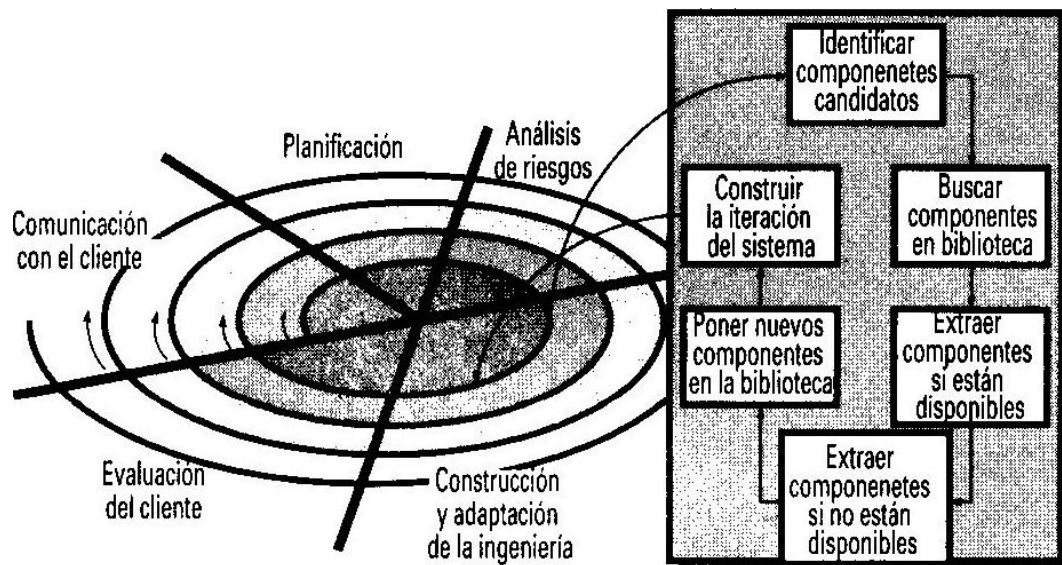 Planificación
Análisis
de riesgos
Comunicación
con el cliente
Evaluación
del cliente
Construcción
y adaptación
de la ingeniería
Identificar
componenetes
candidatos
Buscar
componentes
en biblioteca
Extraer
componentes
si están
disponibles
Extraer
componenetes
si no están
disponibles
Poner nuevos
componentes
en la biblioteca
Construir
la iteración
del sistema